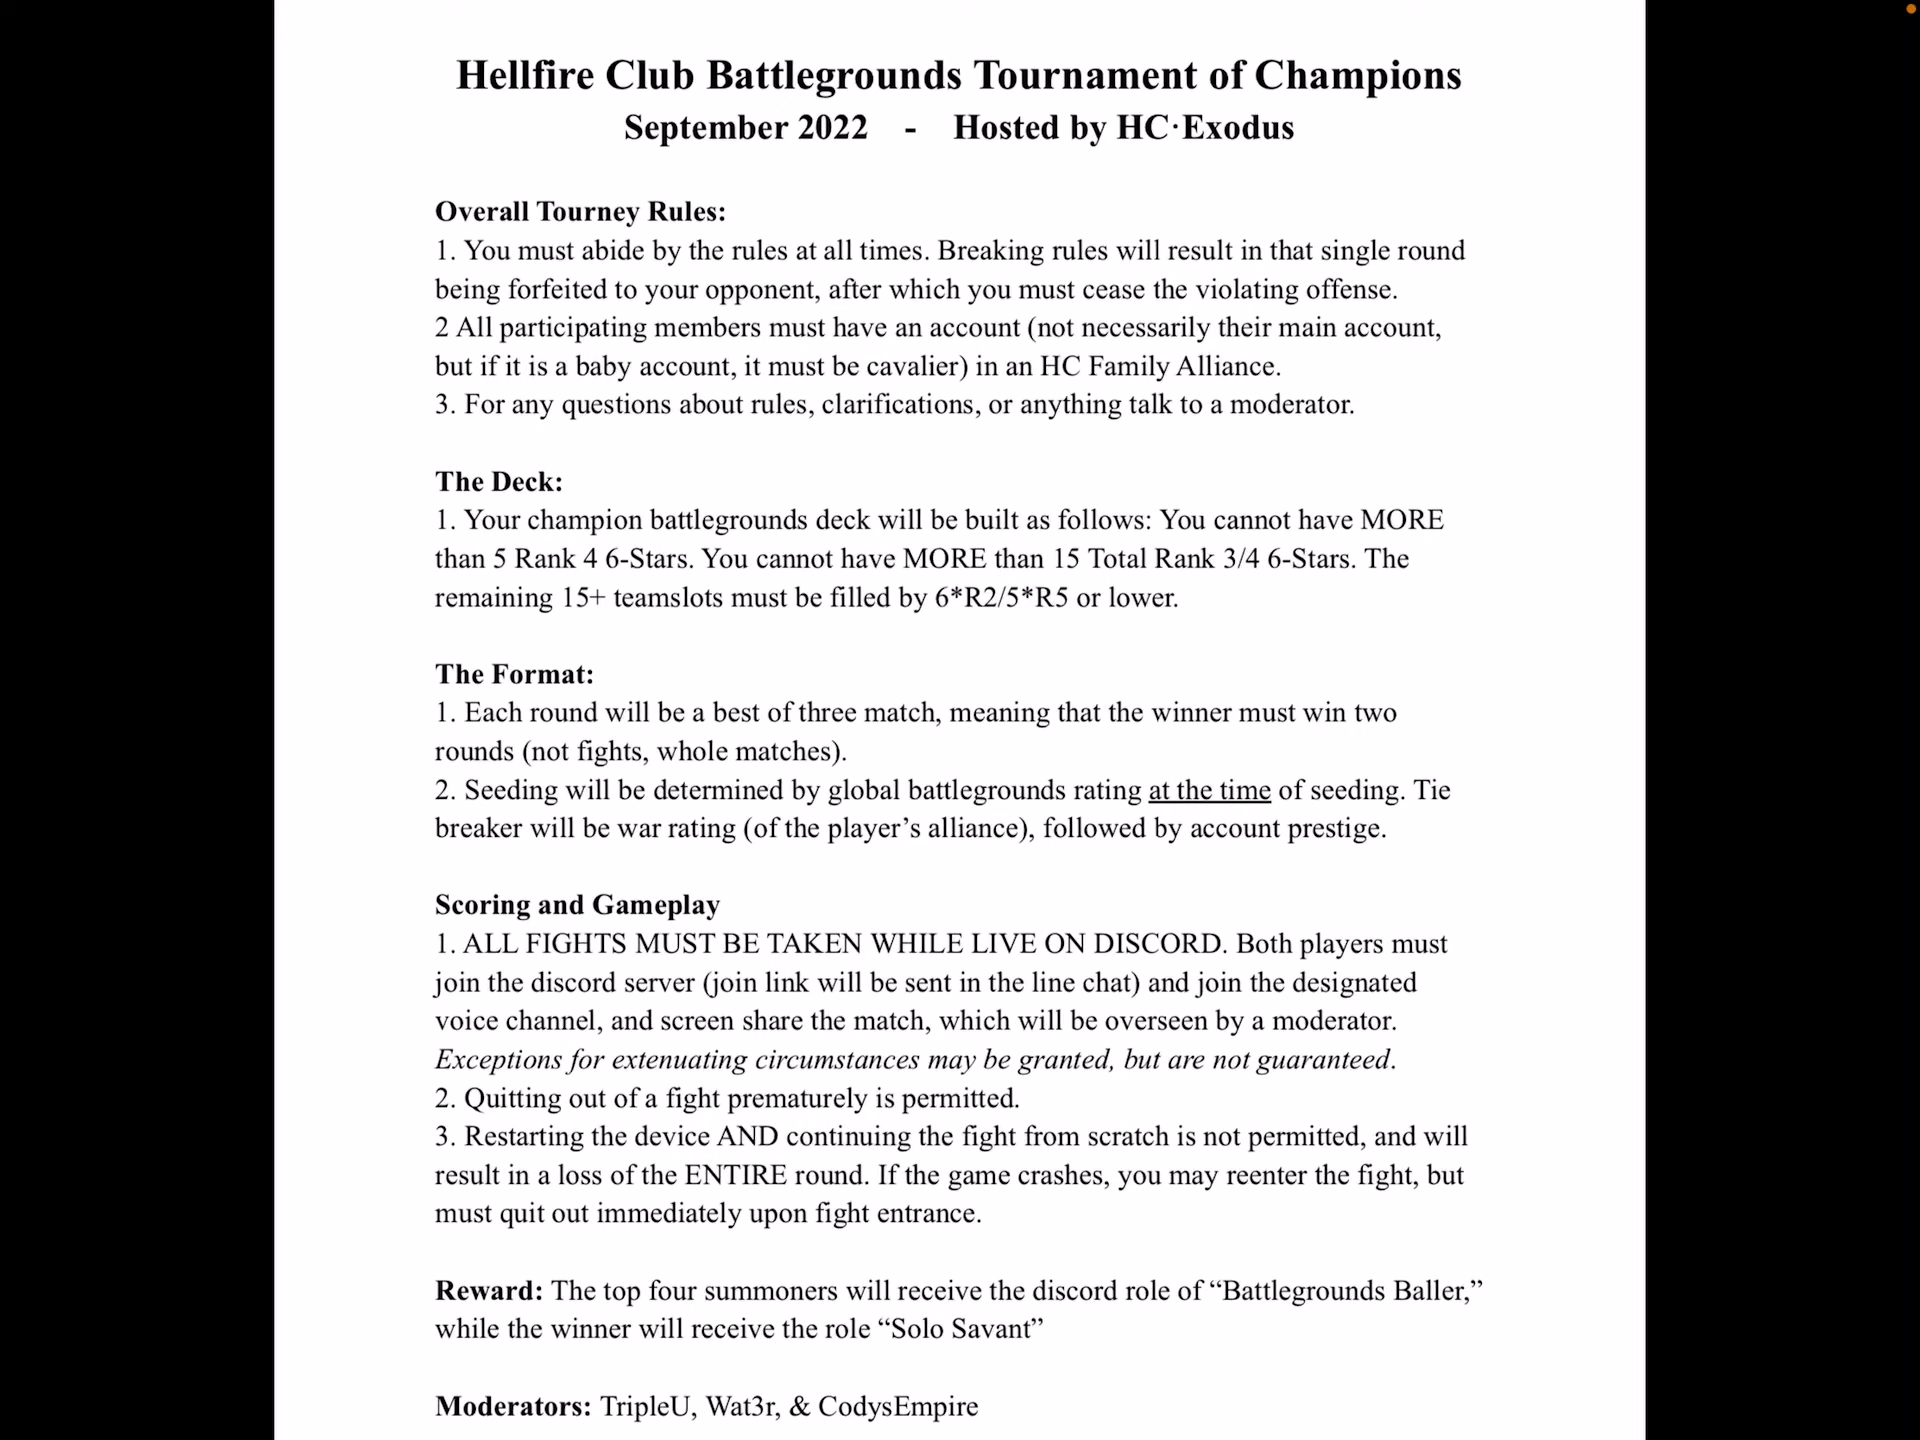 Hellfire Club Battlegrounds Tournament of Champions
September 2022 - Hosted by HC·Exodus
Overall Tourney Rules:
1. You must abide by the rules at all times. Breaking rules will result in that single round
being forfeited to your opponent, after which you must cease the violating offense.
2 All participating members must have an account (not necessarily their main account,
but if it is a baby account, it must be cavalier) in an HC Family Alliance.
3. For any questions about rules, clarifications, or anything talk to a moderator.
The Deck:
1. Your champion battlegrounds deck will be built as follows: You cannot have MORE
than 5 Rank 4 6-Stars. You cannot have MORE than 15 Total Rank 3/4 6-Stars. The
remaining 15+ teamslots must be filled by 6*R2/5*R5 or lower.
The Format:
1. Each round will be a best of three match, meaning that the winner must win two
rounds (not fights, whole matches).
2. Seeding will be determined by global battlegrounds rating at the time of seeding. Tie
breaker will be war rating (of the player’s alliance), followed by account prestige.
Scoring and Gameplay
1. ALL FIGHTS MUST BE TAKEN WHILE LIVE ON DISCORD. Both players must
join the discord server (join link will be sent in the line chat) and join the designated
voice channel, and screen share the match, which will be overseen by a moderator.
Exceptions for extenuating circumstances may be granted, but are not guaranteed.
2. Quitting out of a fight prematurely is permitted.
3. Restarting the device AND continuing the fight from scratch is not permitted, and will
result in a loss of the ENTIRE round. If the game crashes, you may reenter the fight, but
must quit out immediately upon fight entrance.
Reward: The top four summoners will receive the discord role of “Battlegrounds Baller,”
while the winner will receive the role “Solo Savant”
Moderators: TripleU, Wat3r, & CodysEmpire